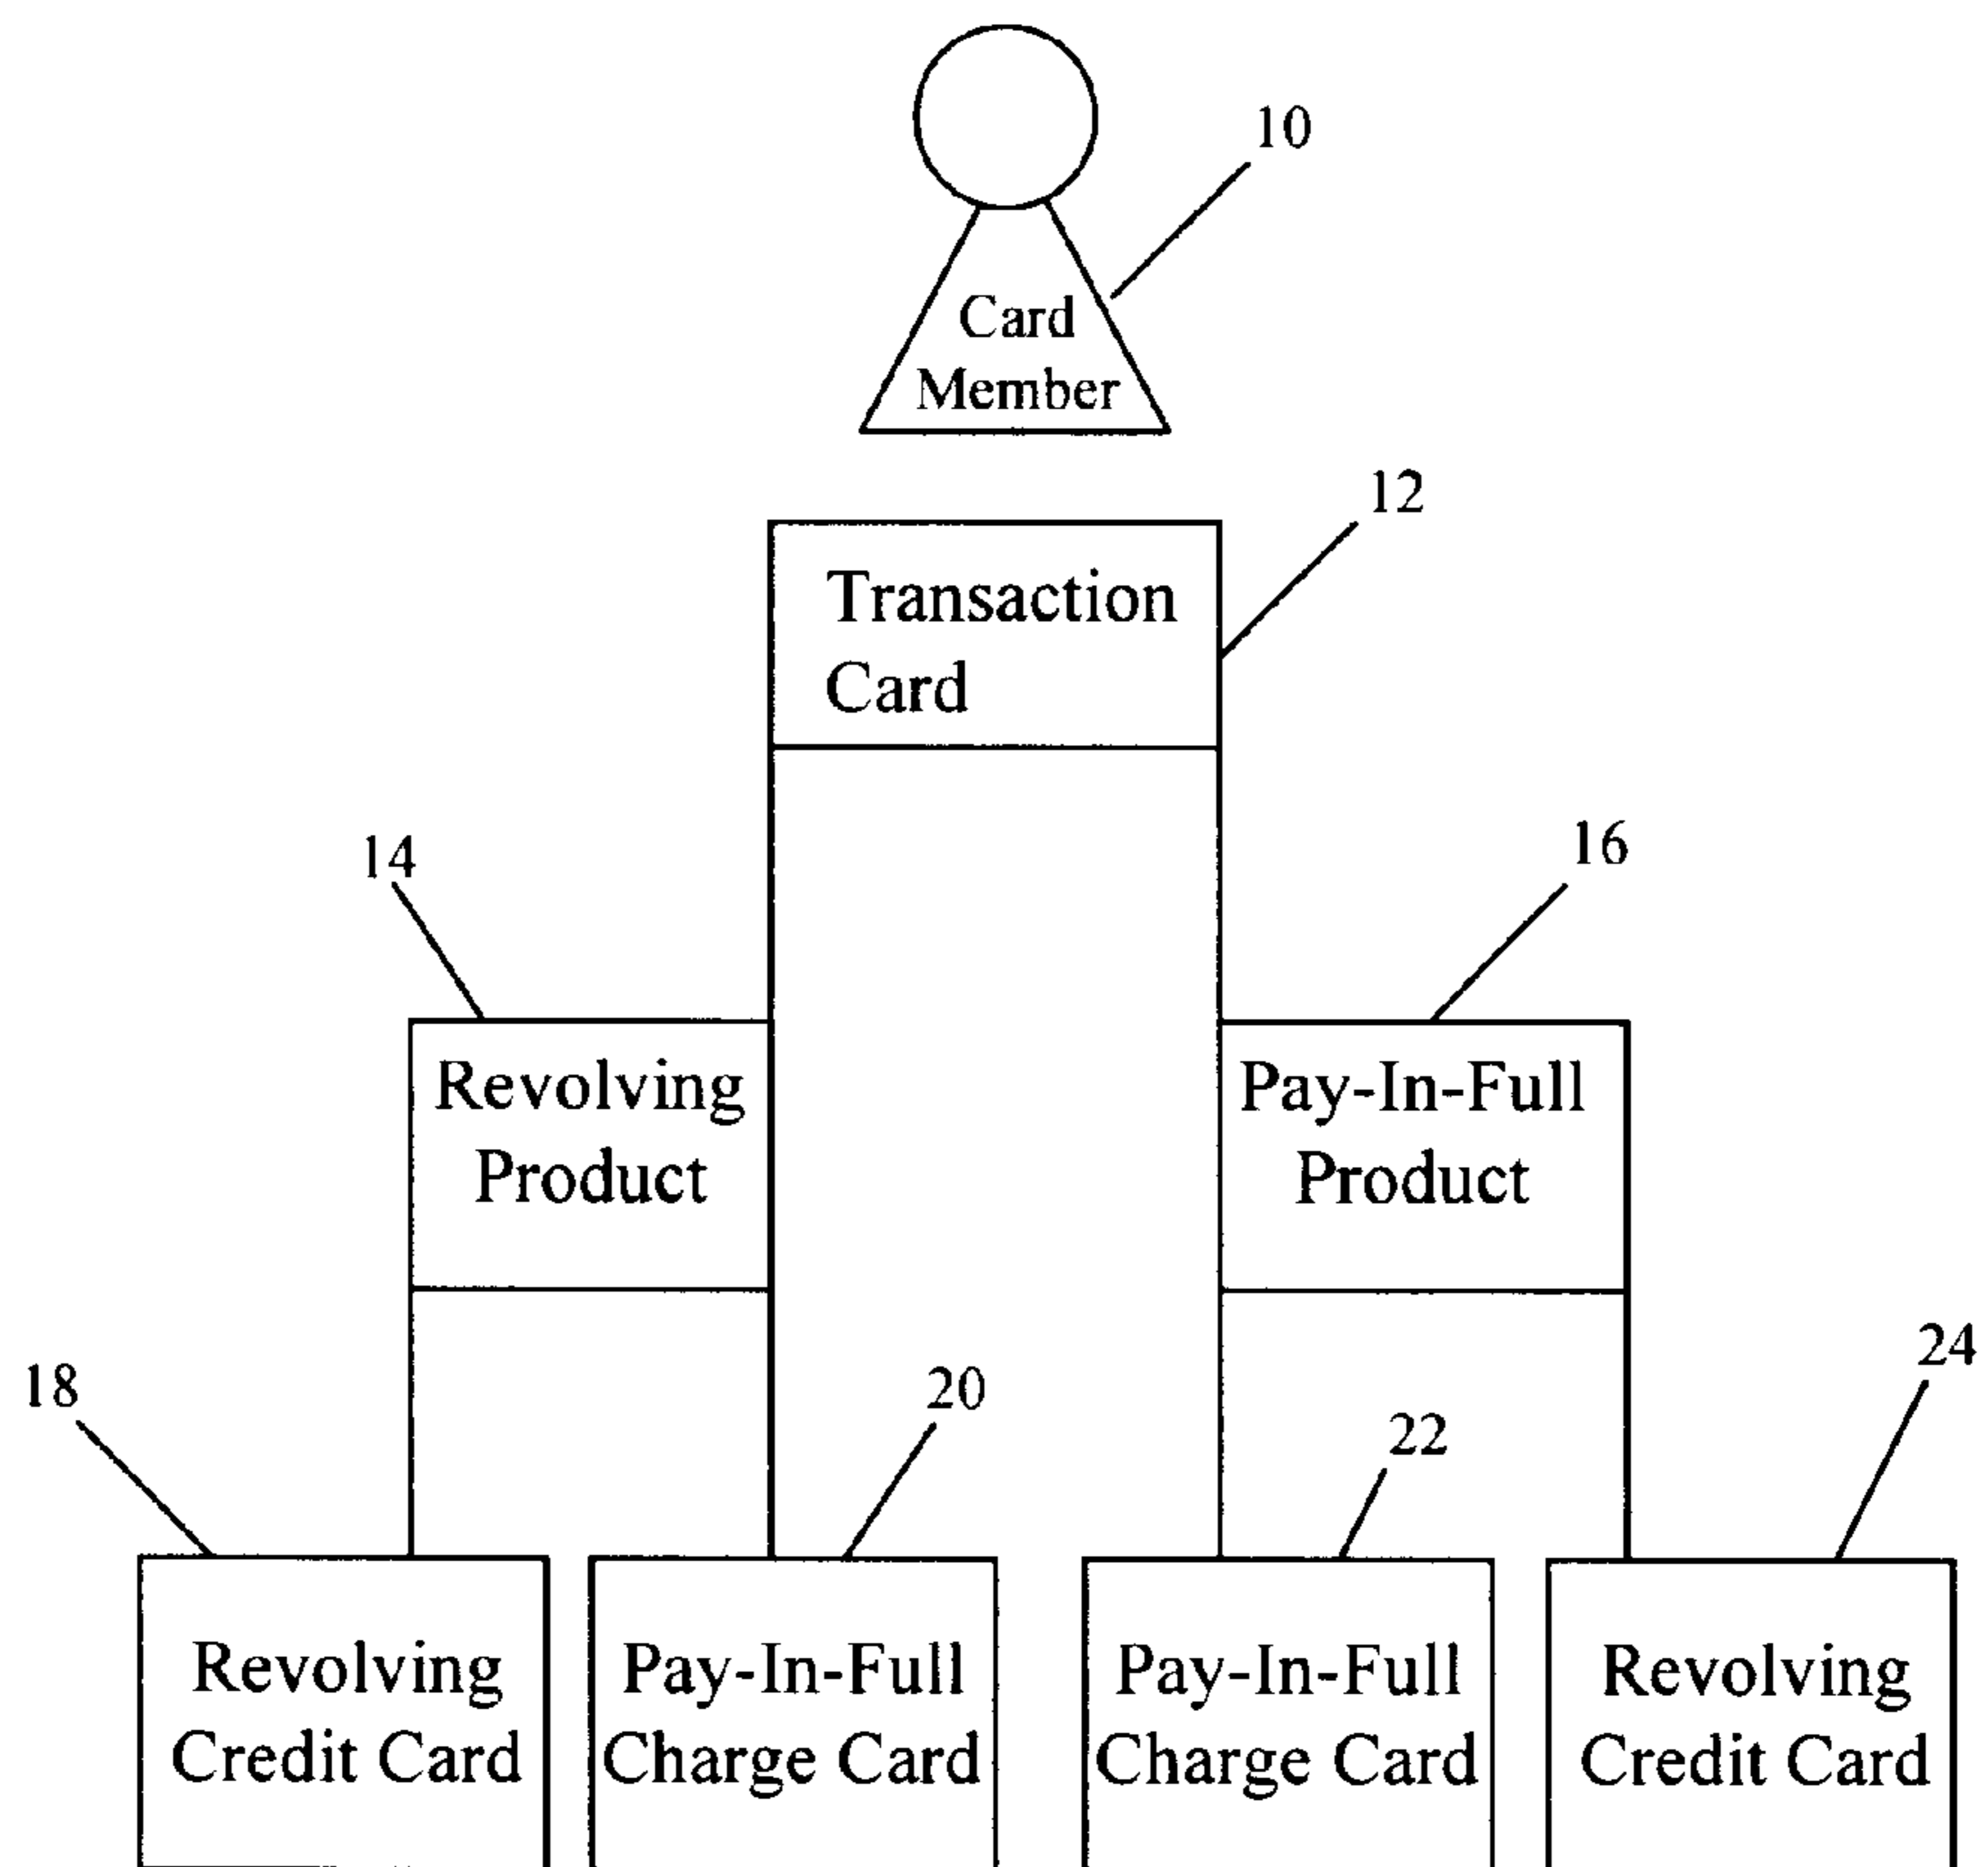 10
Card
Member
12
Transaction
Card
14
16
Revolving
Product
Pay-In-Full
Product
18
20
22
24
Revolving
Credit Card
Pay-In-Full
Charge Card
Pay-In-Full
Charge Card
Revolving
Credit Card